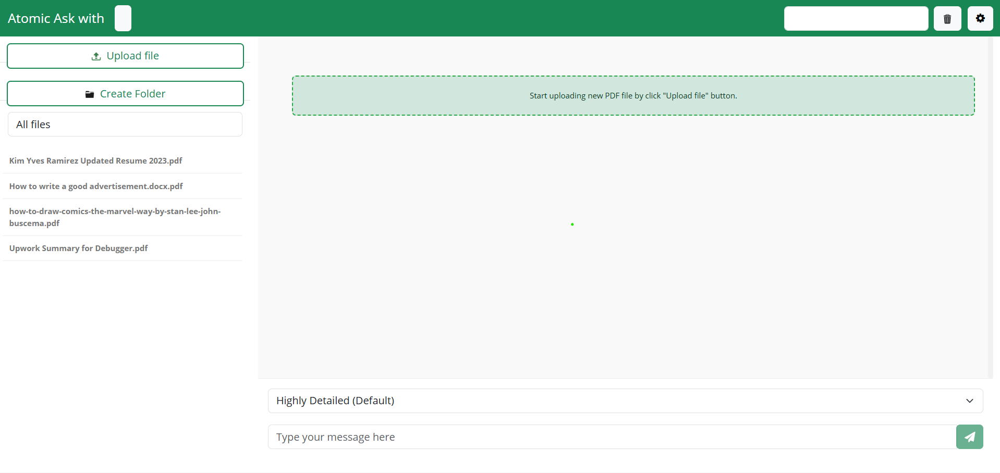 Atomic Ask with
Upload file
Create Folder
All files
Kim Yves Ramirez Updated Resume 2023.pdf
How to write a good advertisement.docx.pdf
how-to-draw-comics-the-marvel-way-by-stan-lee-john-
buscema.pdf
Upwork Summary for Debugger.pdf
Start uploading new PDF file by click "Upload file" button.
Highly Detailed (Default)
Type your message here